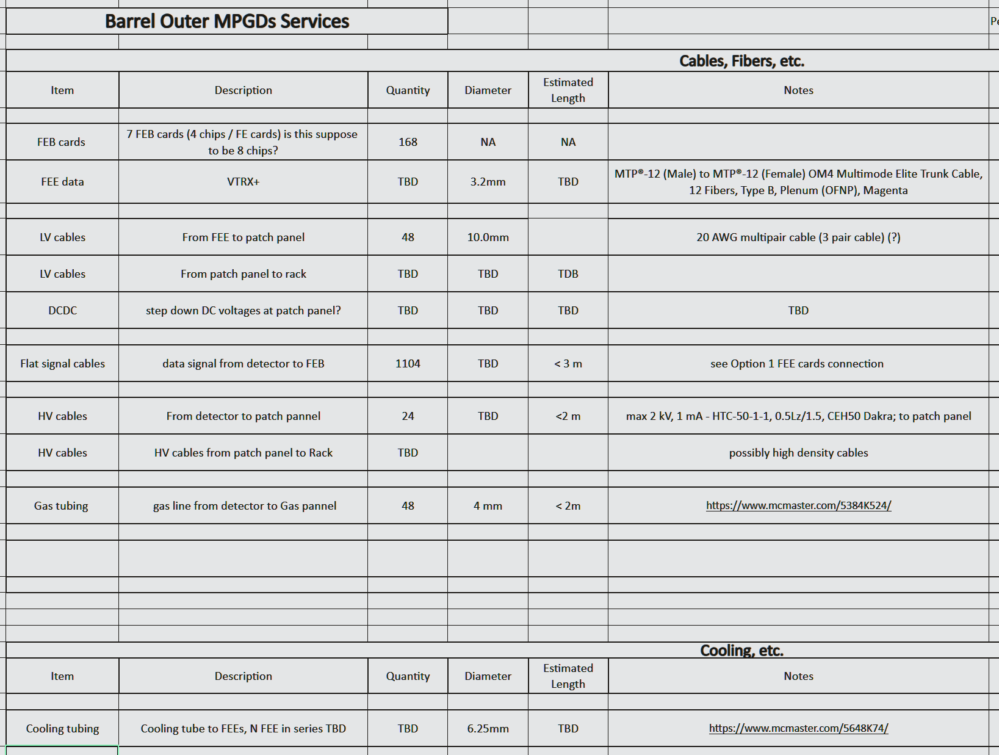 Barrel Outer MPGDs Services
Pe
Cables, Fibers, etc.
Item Description Quantity Diameter Estimated Length Notes
FEB cards 7 FEB cards (4 chips / FE cards) is this suppose to be 8 chips? 168 NA NA
FEE data VTRX+ TBD 3.2mm TBD MTP®-12 (Male) to MTP®-12 (Female) OM4 Multimode Elite Trunk Cable, 12 Fibers, Type B, Plenum (OFNP), Magenta
LV cables From FEE to patch panel 48 10.0mm 20 AWG multipair cable (3 pair cable) (?)
LV cables From patch panel to rack TBD TBD TDB
DCDC step down DC voltages at patch panel? TBD TBD TBD TBD
Flat signal cables data signal from detector to FEB 1104 TBD < 3 m see Option 1 FEE cards connection
HV cables From detector to patch pannel 24 TBD <2 m max 2 kV, 1 mA - HTC-50-1-1, 0.5Lz/1.5, CEH50 Dakra; to patch panel
HV cables HV cables from patch panel to Rack TBD possibly high density cables
Gas tubing gas line from detector to Gas pannel 48 4 mm < 2m https://www.mcmaster.com/5384K524/
Cooling, etc.
Item Description Quantity Diameter Estimated Length Notes
Cooling tubing Cooling tube to FEEs, N FEE in series TBD TBD 6.25mm TBD https://www.mcmaster.com/5648K74/